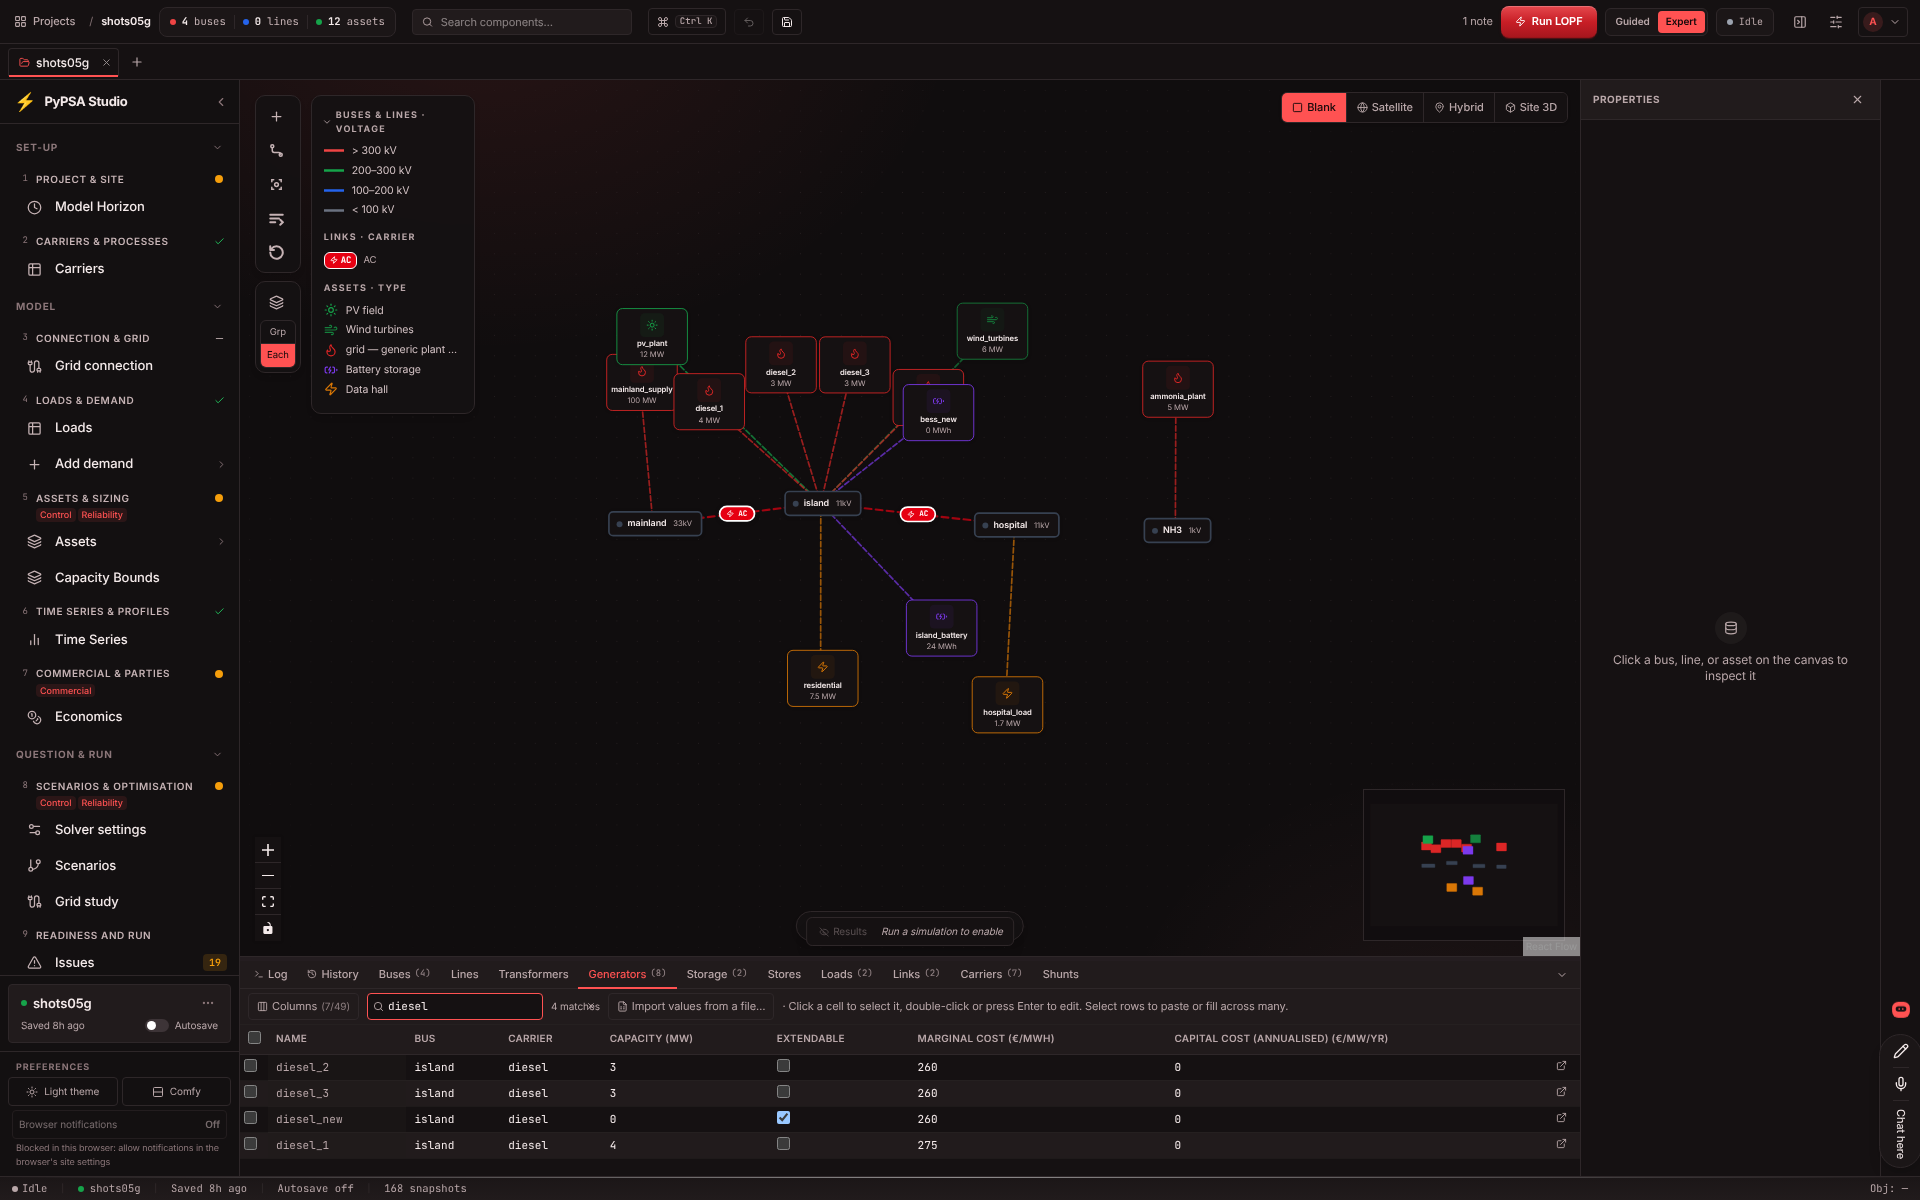 Projects / shots05g 4 buses 0 lines 12 assets Search components... Ctrl K 1 note Run LOPF Guided Expert Idle A
shots05g
PyPSA Studio
SET-UP
1 PROJECT & SITE
Model Horizon
2 CARRIERS & PROCESSES
Carriers
MODEL
3 CONNECTION & GRID
Grid connection
4 LOADS & DEMAND
Loads
Add demand
5 ASSETS & SIZING
Control Reliability
Assets
Capacity Bounds
6 TIME SERIES & PROFILES
Time Series
7 COMMERCIAL & PARTIES
Commercial
Economics
QUESTION & RUN
8 SCENARIOS & OPTIMISATION
Control Reliability
Solver settings
Scenarios
Grid study
9 READINESS AND RUN
Issues 19
shots05g
Saved 8h ago Autosave
PREFERENCES
Light theme Comfy
Browser notifications Off
Blocked in this browser: allow notifications in the
browser's site settings
Grp
Each
BUSES & LINES ·
VOLTAGE
> 300 kV
200–300 kV
100–200 kV
< 100 kV
LINKS · CARRIER
AC AC
ASSETS · TYPE
PV field
Wind turbines
grid — generic plant ...
Battery storage
Data hall
Blank Satellite Hybrid Site 3D
pv_plant
12 MW
mainland_supply
100 MW
diesel_1
4 MW
diesel_2
3 MW
diesel_3
3 MW
wind_turbines
6 MW
bess_new
0 MWh
ammonia_plant
5 MW
mainland 33kV
AC
island 11kV
AC
hospital 11kV
NH3 1kV
island_battery
24 MWh
residential
7.5 MW
hospital_load
1.7 MW
Results Run a simulation to enable
React Flow
PROPERTIES
Click a bus, line, or asset on the canvas to
inspect it
Chat here
Log History Buses (4) Lines Transformers Generators (8) Storage (2) Stores Loads (2) Links (2) Carriers (7) Shunts
Columns (7/49) diesel 4 matches Import values from a file... · Click a cell to select it, double-click or press Enter to edit. Select rows to paste or fill across many.
NAME BUS CARRIER CAPACITY (MW) EXTENDABLE MARGINAL COST (€/MWH) CAPITAL COST (ANNUALISED) (€/MW/YR)
diesel_2 island diesel 3 260 0
diesel_3 island diesel 3 260 0
diesel_new island diesel 0 260 0
diesel_1 island diesel 4 275 0
Idle shots05g Saved 8h ago Autosave off 168 snapshots Obj: —